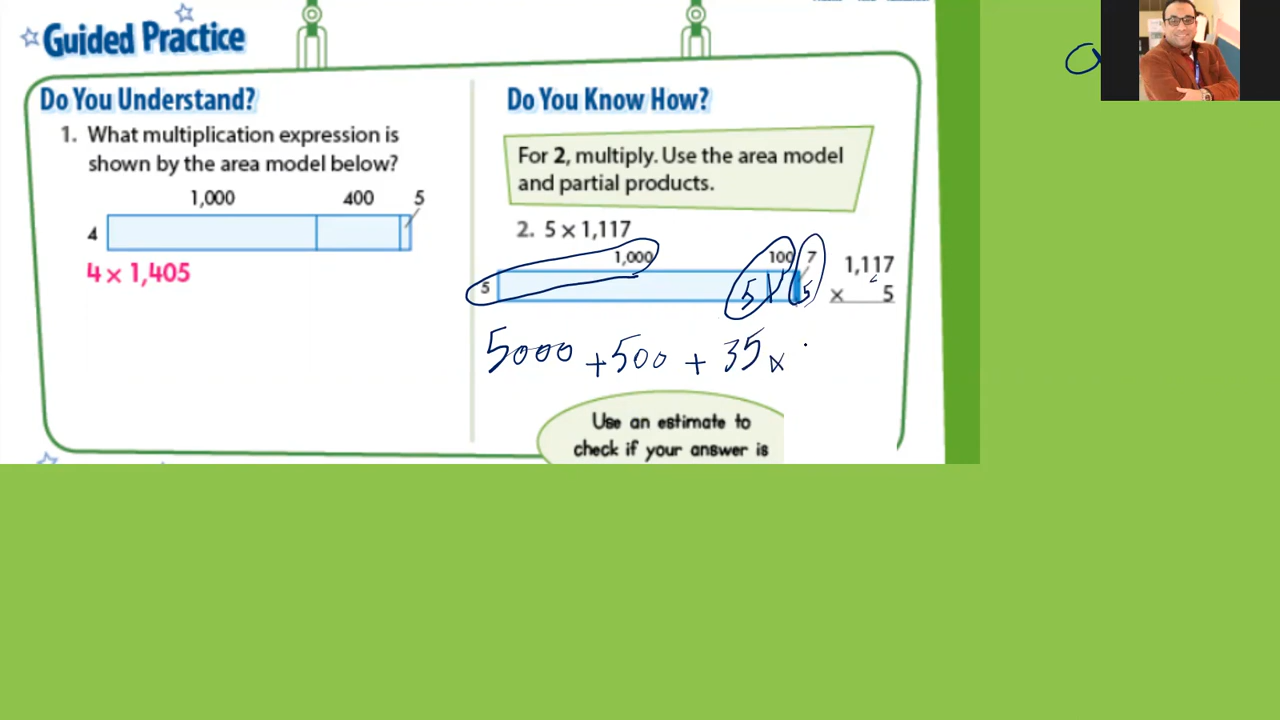 Guided Practice
Do You Understand?
1. What multiplication expression is
shown by the area model below?
1,000 400 5
4
4 × 1,405
Do You Know How?
For 2, multiply. Use the area model
and partial products.
2. 5 × 1,117
1,000 100 7
5 5 5
1,117
× 5
5000 + 500 + 35
Use an estimate to
check if your answer is